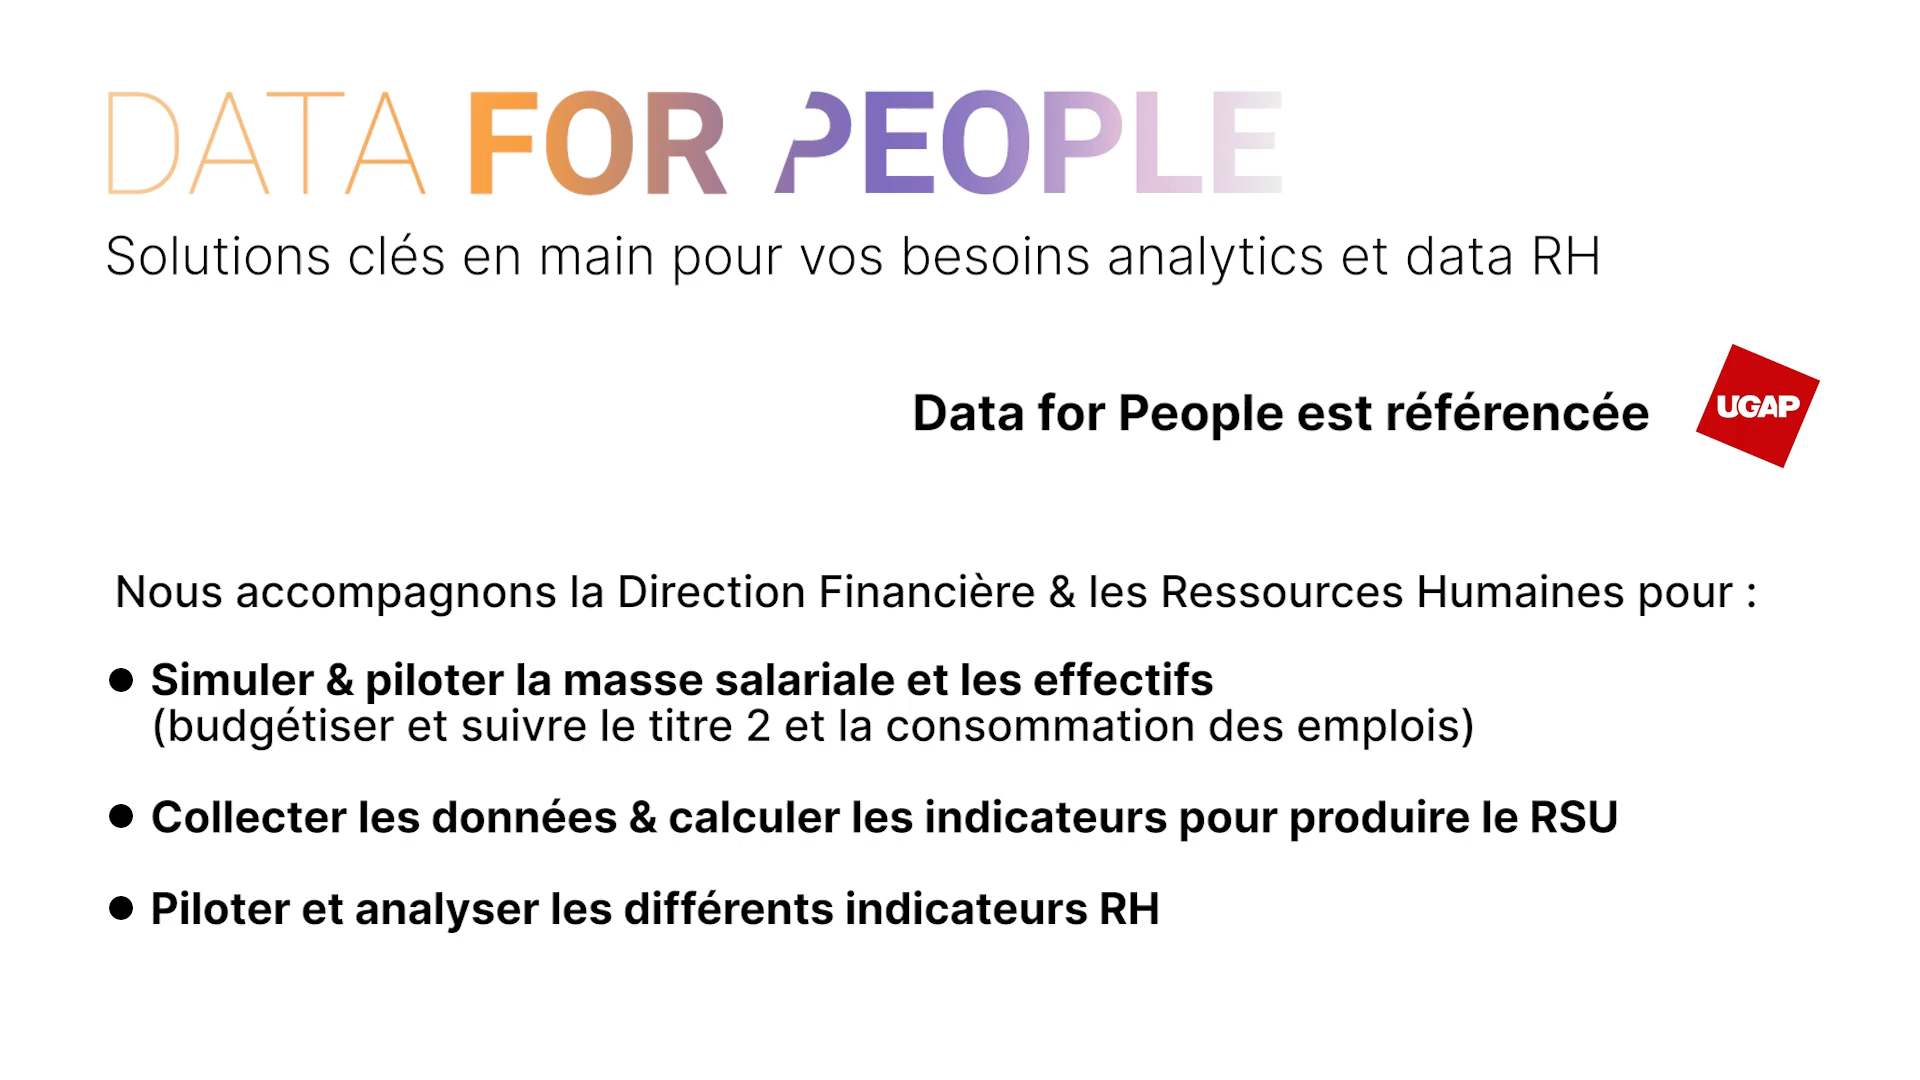 DATA FOR PEOPLE
Solutions clés en main pour vos besoins analytics et data RH
Data for People est référencée
UGAP
Nous accompagnons la Direction Financière & les Ressources Humaines pour :
● Simuler & piloter la masse salariale et les effectifs
(budgétiser et suivre le titre 2 et la consommation des emplois)
● Collecter les données & calculer les indicateurs pour produire le RSU
● Piloter et analyser les différents indicateurs RH